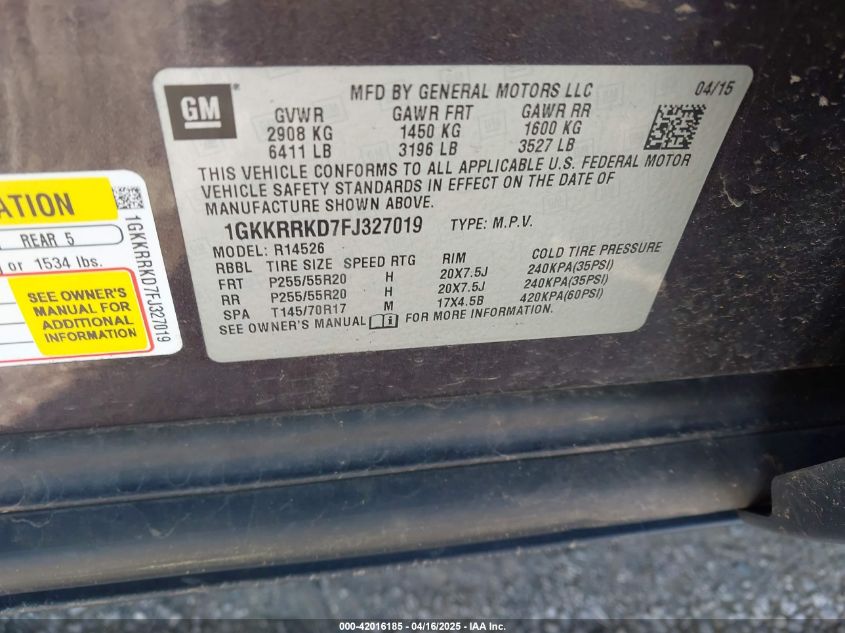 GM
MFD BY GENERAL MOTORS LLC 04/15
GVWR GAWR FRT GAWR RR
2908 KG 1450 KG 1600 KG
6411 LB 3196 LB 3527 LB
THIS VEHICLE CONFORMS TO ALL APPLICABLE U.S. FEDERAL MOTOR
VEHICLE SAFETY STANDARDS IN EFFECT ON THE DATE OF
MANUFACTURE SHOWN ABOVE.
1GKKRRKD7FJ327019 TYPE: M.P.V.
MODEL: R14526
RBBL TIRE SIZE SPEED RTG RIM COLD TIRE PRESSURE
FRT P255/55R20 H 20X7.5J 240KPA(35PSI)
RR P255/55R20 H 20X7.5J 240KPA(35PSI)
SPA T145/70R17 M 17X4.5B 420KPA(60PSI)
SEE OWNER'S MANUAL FOR MORE INFORMATION.
ATION
REAR 5
or 1534 lbs.
SEE OWNER'S
MANUAL FOR
ADDITIONAL
INFORMATION
1GKKRRKD7FJ327019
000-42016185 - 04/16/2025 - IAA Inc.